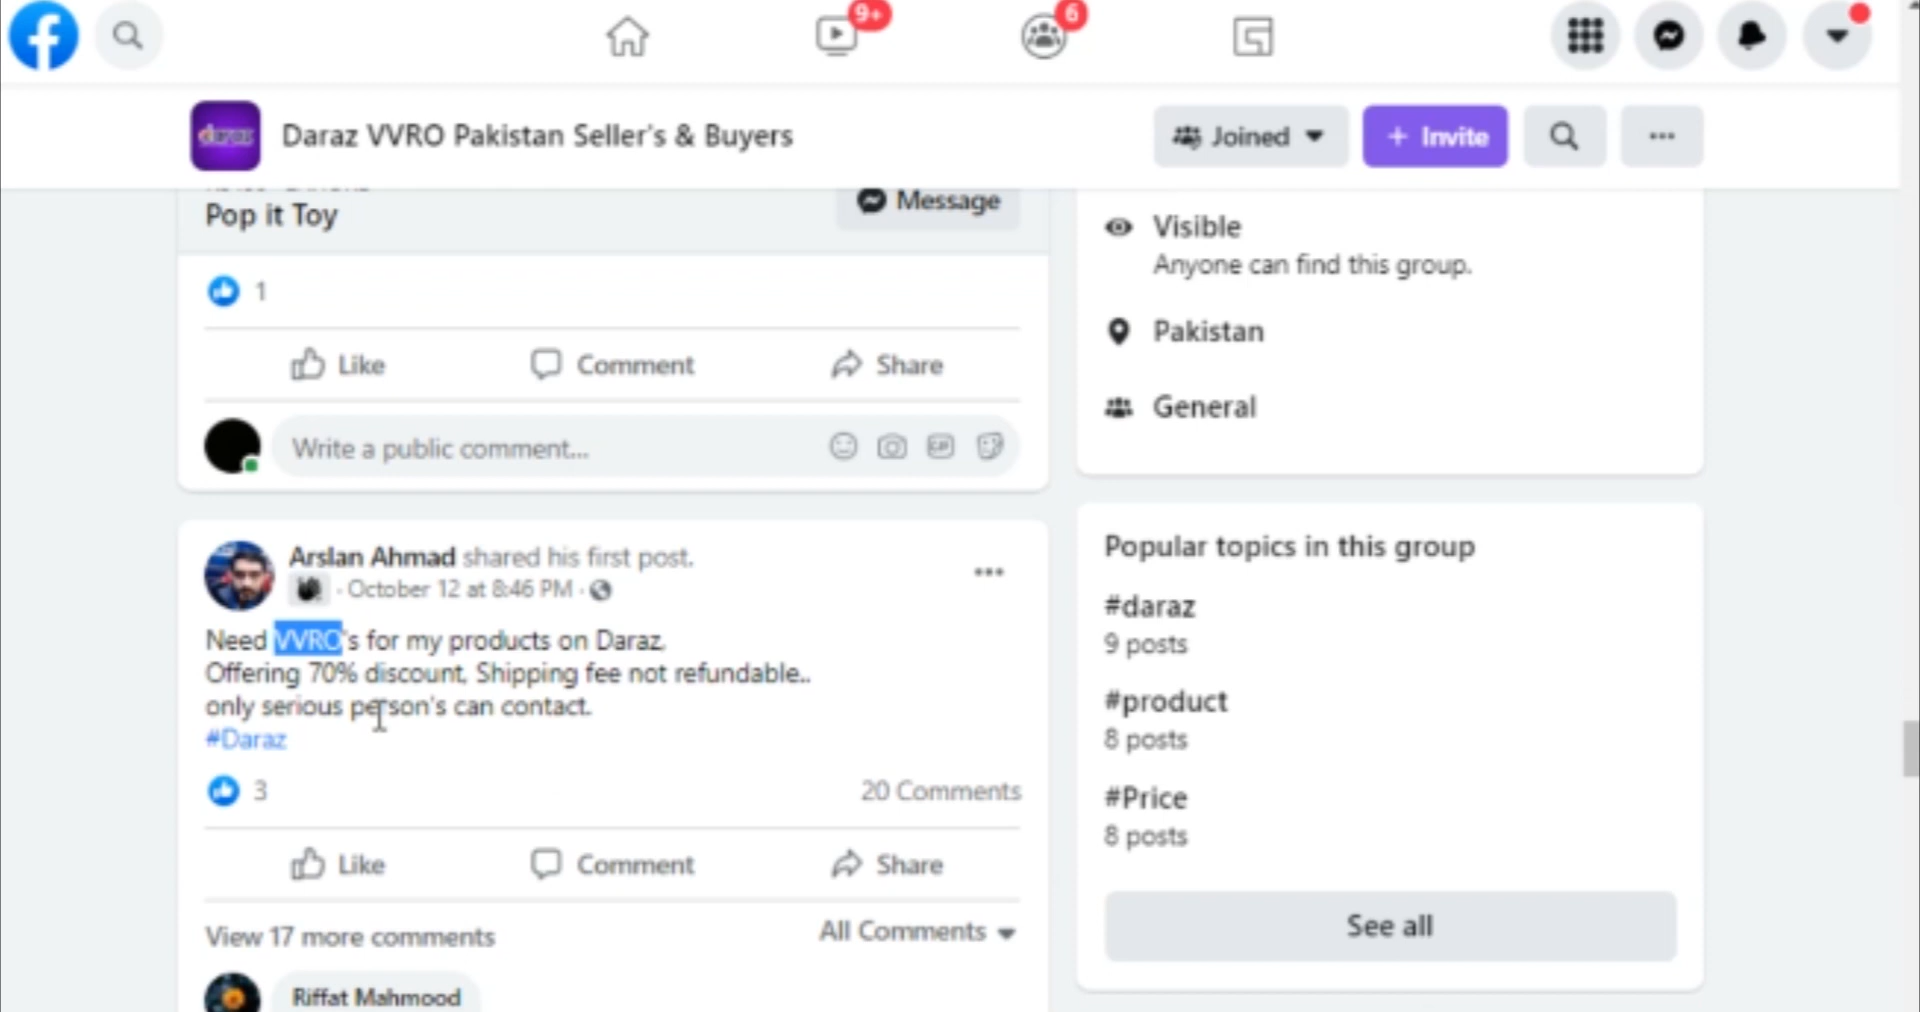 9+
6
daraz
Daraz VVRO Pakistan Seller's & Buyers
Joined
+ Invite
Pop it Toy
Message
1
Like
Comment
Share
Write a public comment...
GIF
Visible
Anyone can find this group.
Pakistan
General
Arslan Ahmad shared his first post.
· October 12 at 8:46 PM ·
Need VVRO's for my products on Daraz.
Offering 70% discount, Shipping fee not refundable..
only serious person's can contact.
#Daraz
3
20 Comments
Like
Comment
Share
View 17 more comments
All Comments
Riffat Mahmood
Popular topics in this group
#daraz
9 posts
#product
8 posts
#Price
8 posts
See all